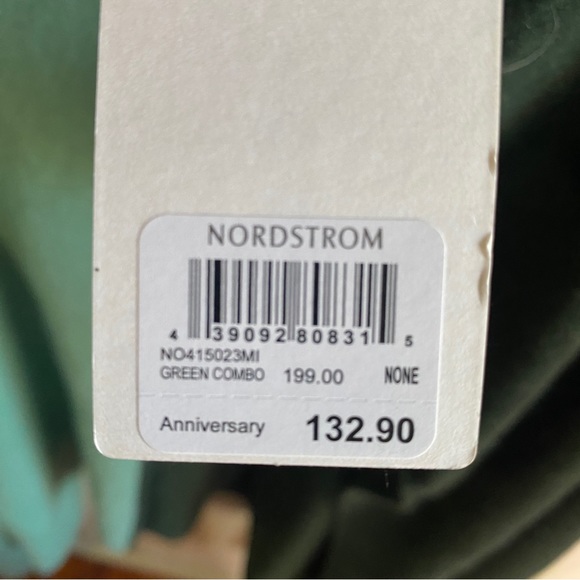 NORDSTROM
4 39092 80831 5
NO415023MI
GREEN COMBO 199.00 NONE
Anniversary 132.90